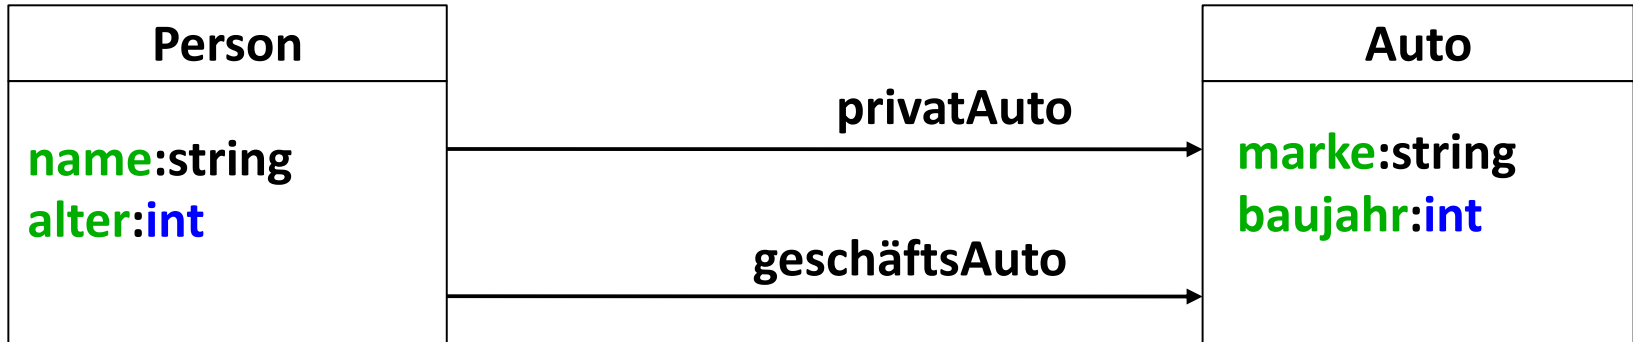 Person
name:string
alter:int
privatAuto
geschäftsAuto
Auto
marke:string
baujahr:int